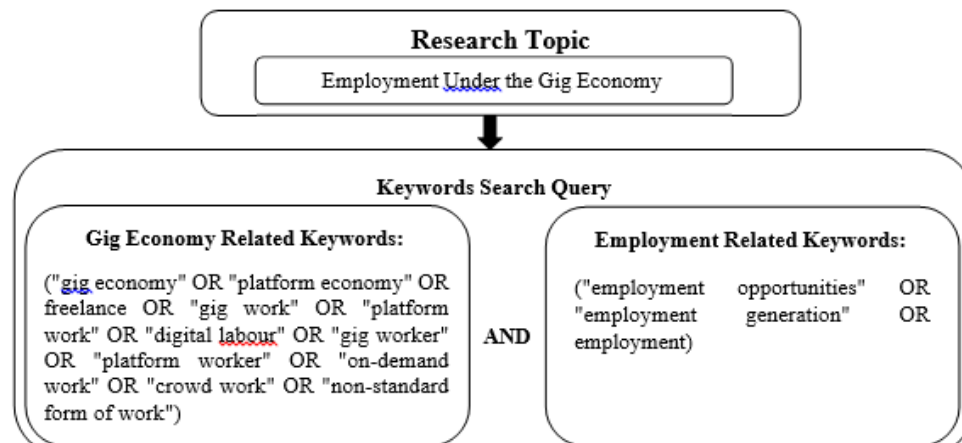 Research Topic
Employment Under the Gig Economy
Keywords Search Query
Gig Economy Related Keywords:
("gig economy" OR "platform economy" OR
freelance OR "gig work" OR "platform
work" OR "digital labour" OR "gig worker"
OR "platform worker" OR "on-demand
work" OR "crowd work" OR "non-standard
form of work")
AND
Employment Related Keywords:
("employment opportunities" OR
"employment generation" OR
employment)